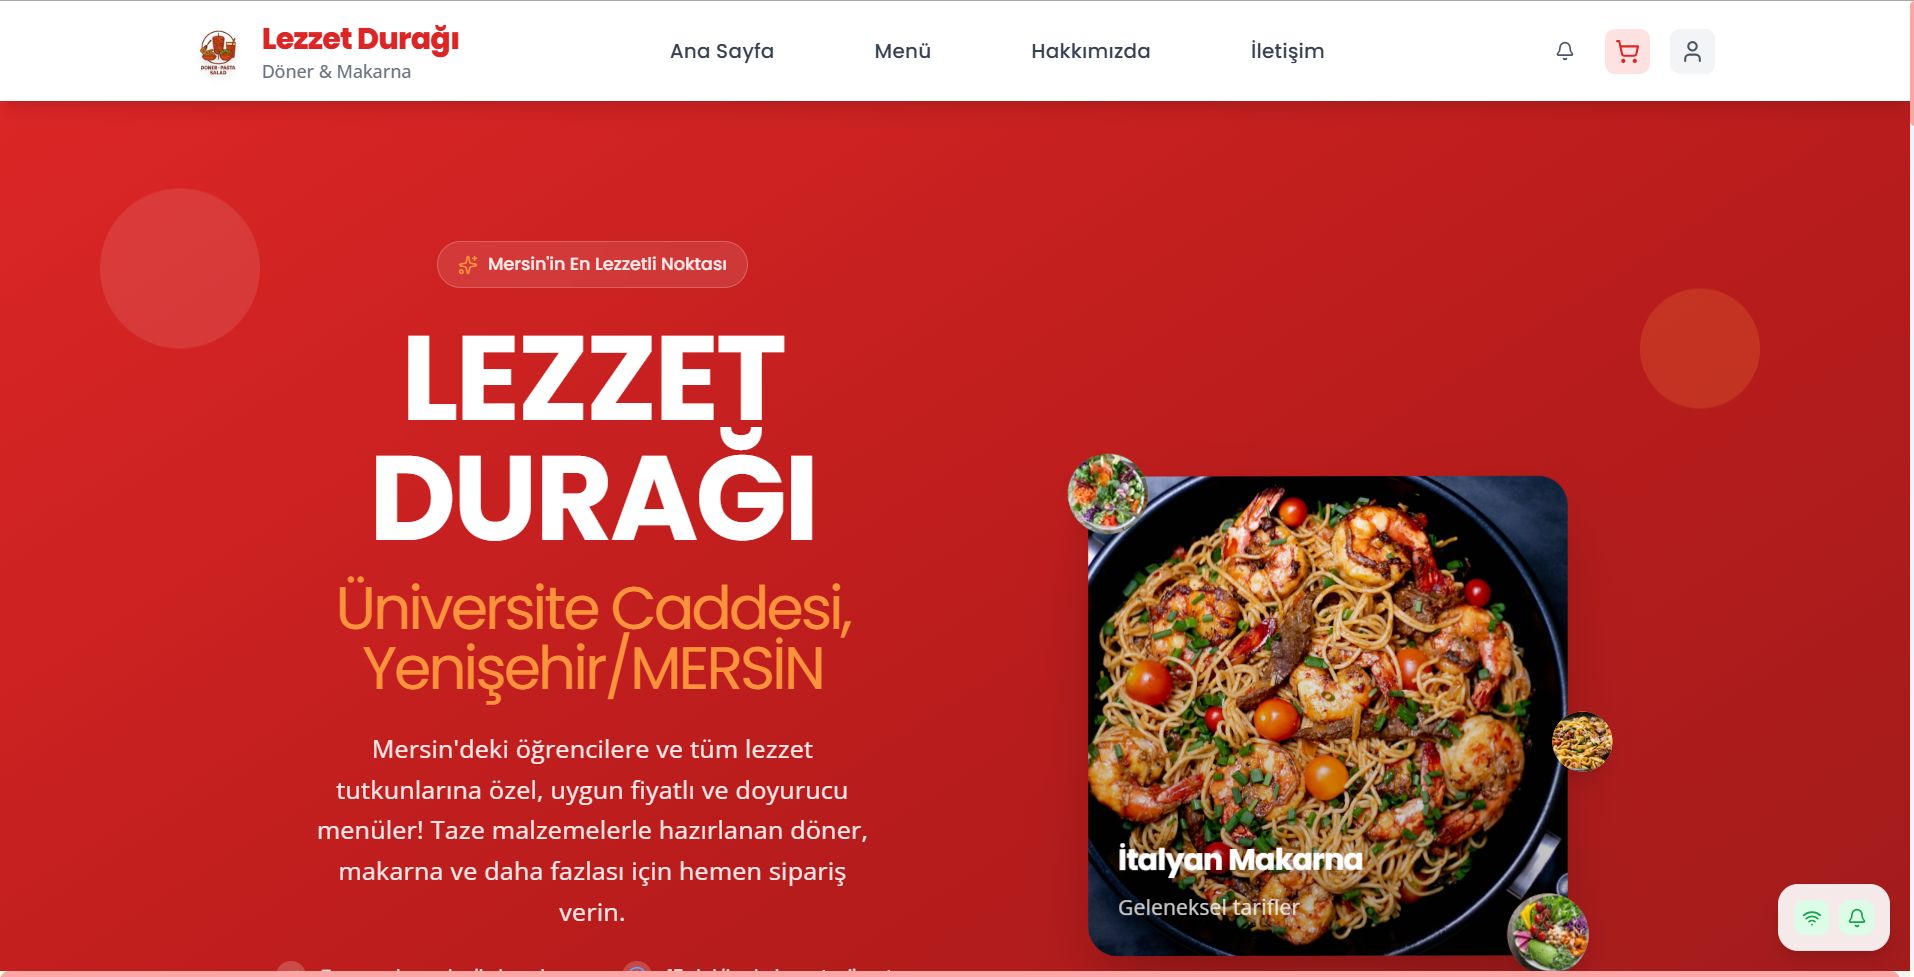 Lezzet Durağı
Döner & Makarna
DÖNER·PASTA
SALAD
Ana Sayfa
Menü
Hakkımızda
İletişim
Mersin'in En Lezzetli Noktası
LEZZET
DURAĞI
Üniversite Caddesi,
Yenişehir/MERSİN
Mersin'deki öğrencilere ve tüm lezzet
tutkunlarına özel, uygun fiyatlı ve doyurucu
menüler! Taze malzemelerle hazırlanan döner,
makarna ve daha fazlası için hemen sipariş
verin.
İtalyan Makarna
Geleneksel tarifler